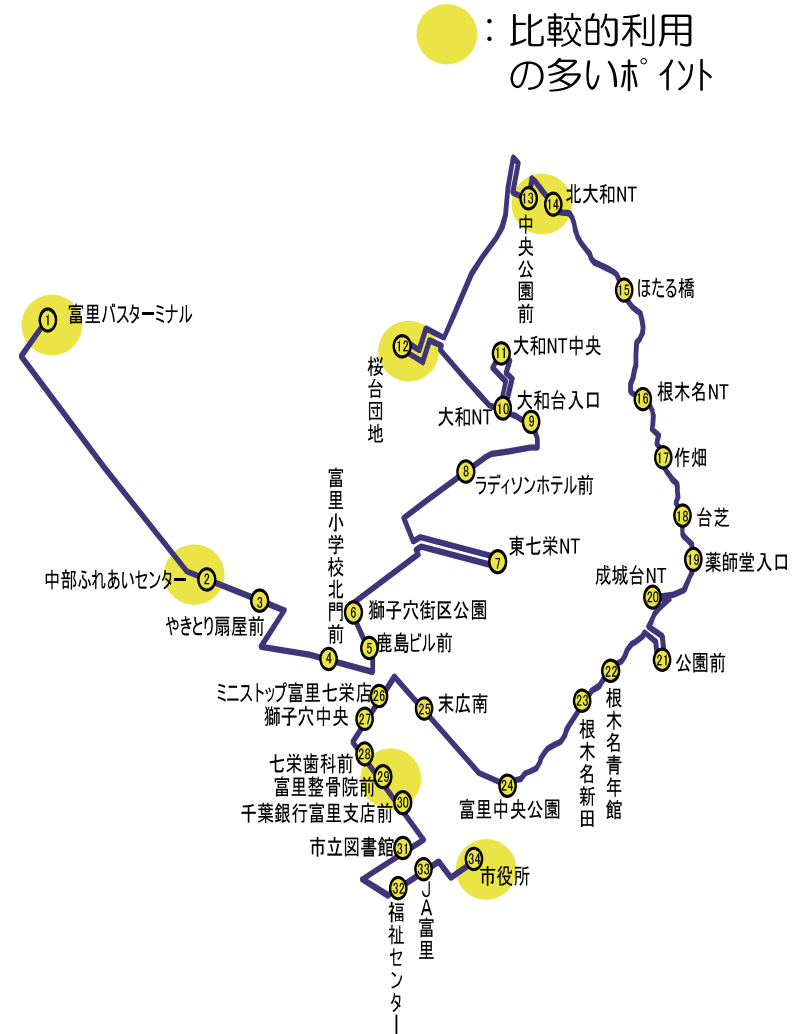 ：比較的利用
の多いポイント
1 富里バスターミナル
2 中部ふれあいセンター
3 やきとり扇屋前
4 富里小学校北門前
5 鹿島ビル前
6 獅子穴街区公園
7 東七栄NT
8 ラディソンホテル前
9 大和台入口
10 大和NT
11 大和NT中央
12 桜台団地
13 中央公園前
14 北大和NT
15 ほたる橋
16 根木名NT
17 作畑
18 台芝
19 薬師堂入口
20 成城台NT
21 公園前
22 根木名青年館
23 根木名新田
24 富里中央公園
25 末広南
26 ミニストップ富里七栄店
27 獅子穴中央
28 七栄歯科前
29 富里整骨院前
30 千葉銀行富里支店前
31 市立図書館
32 福祉センター
33 JA富里
34 市役所